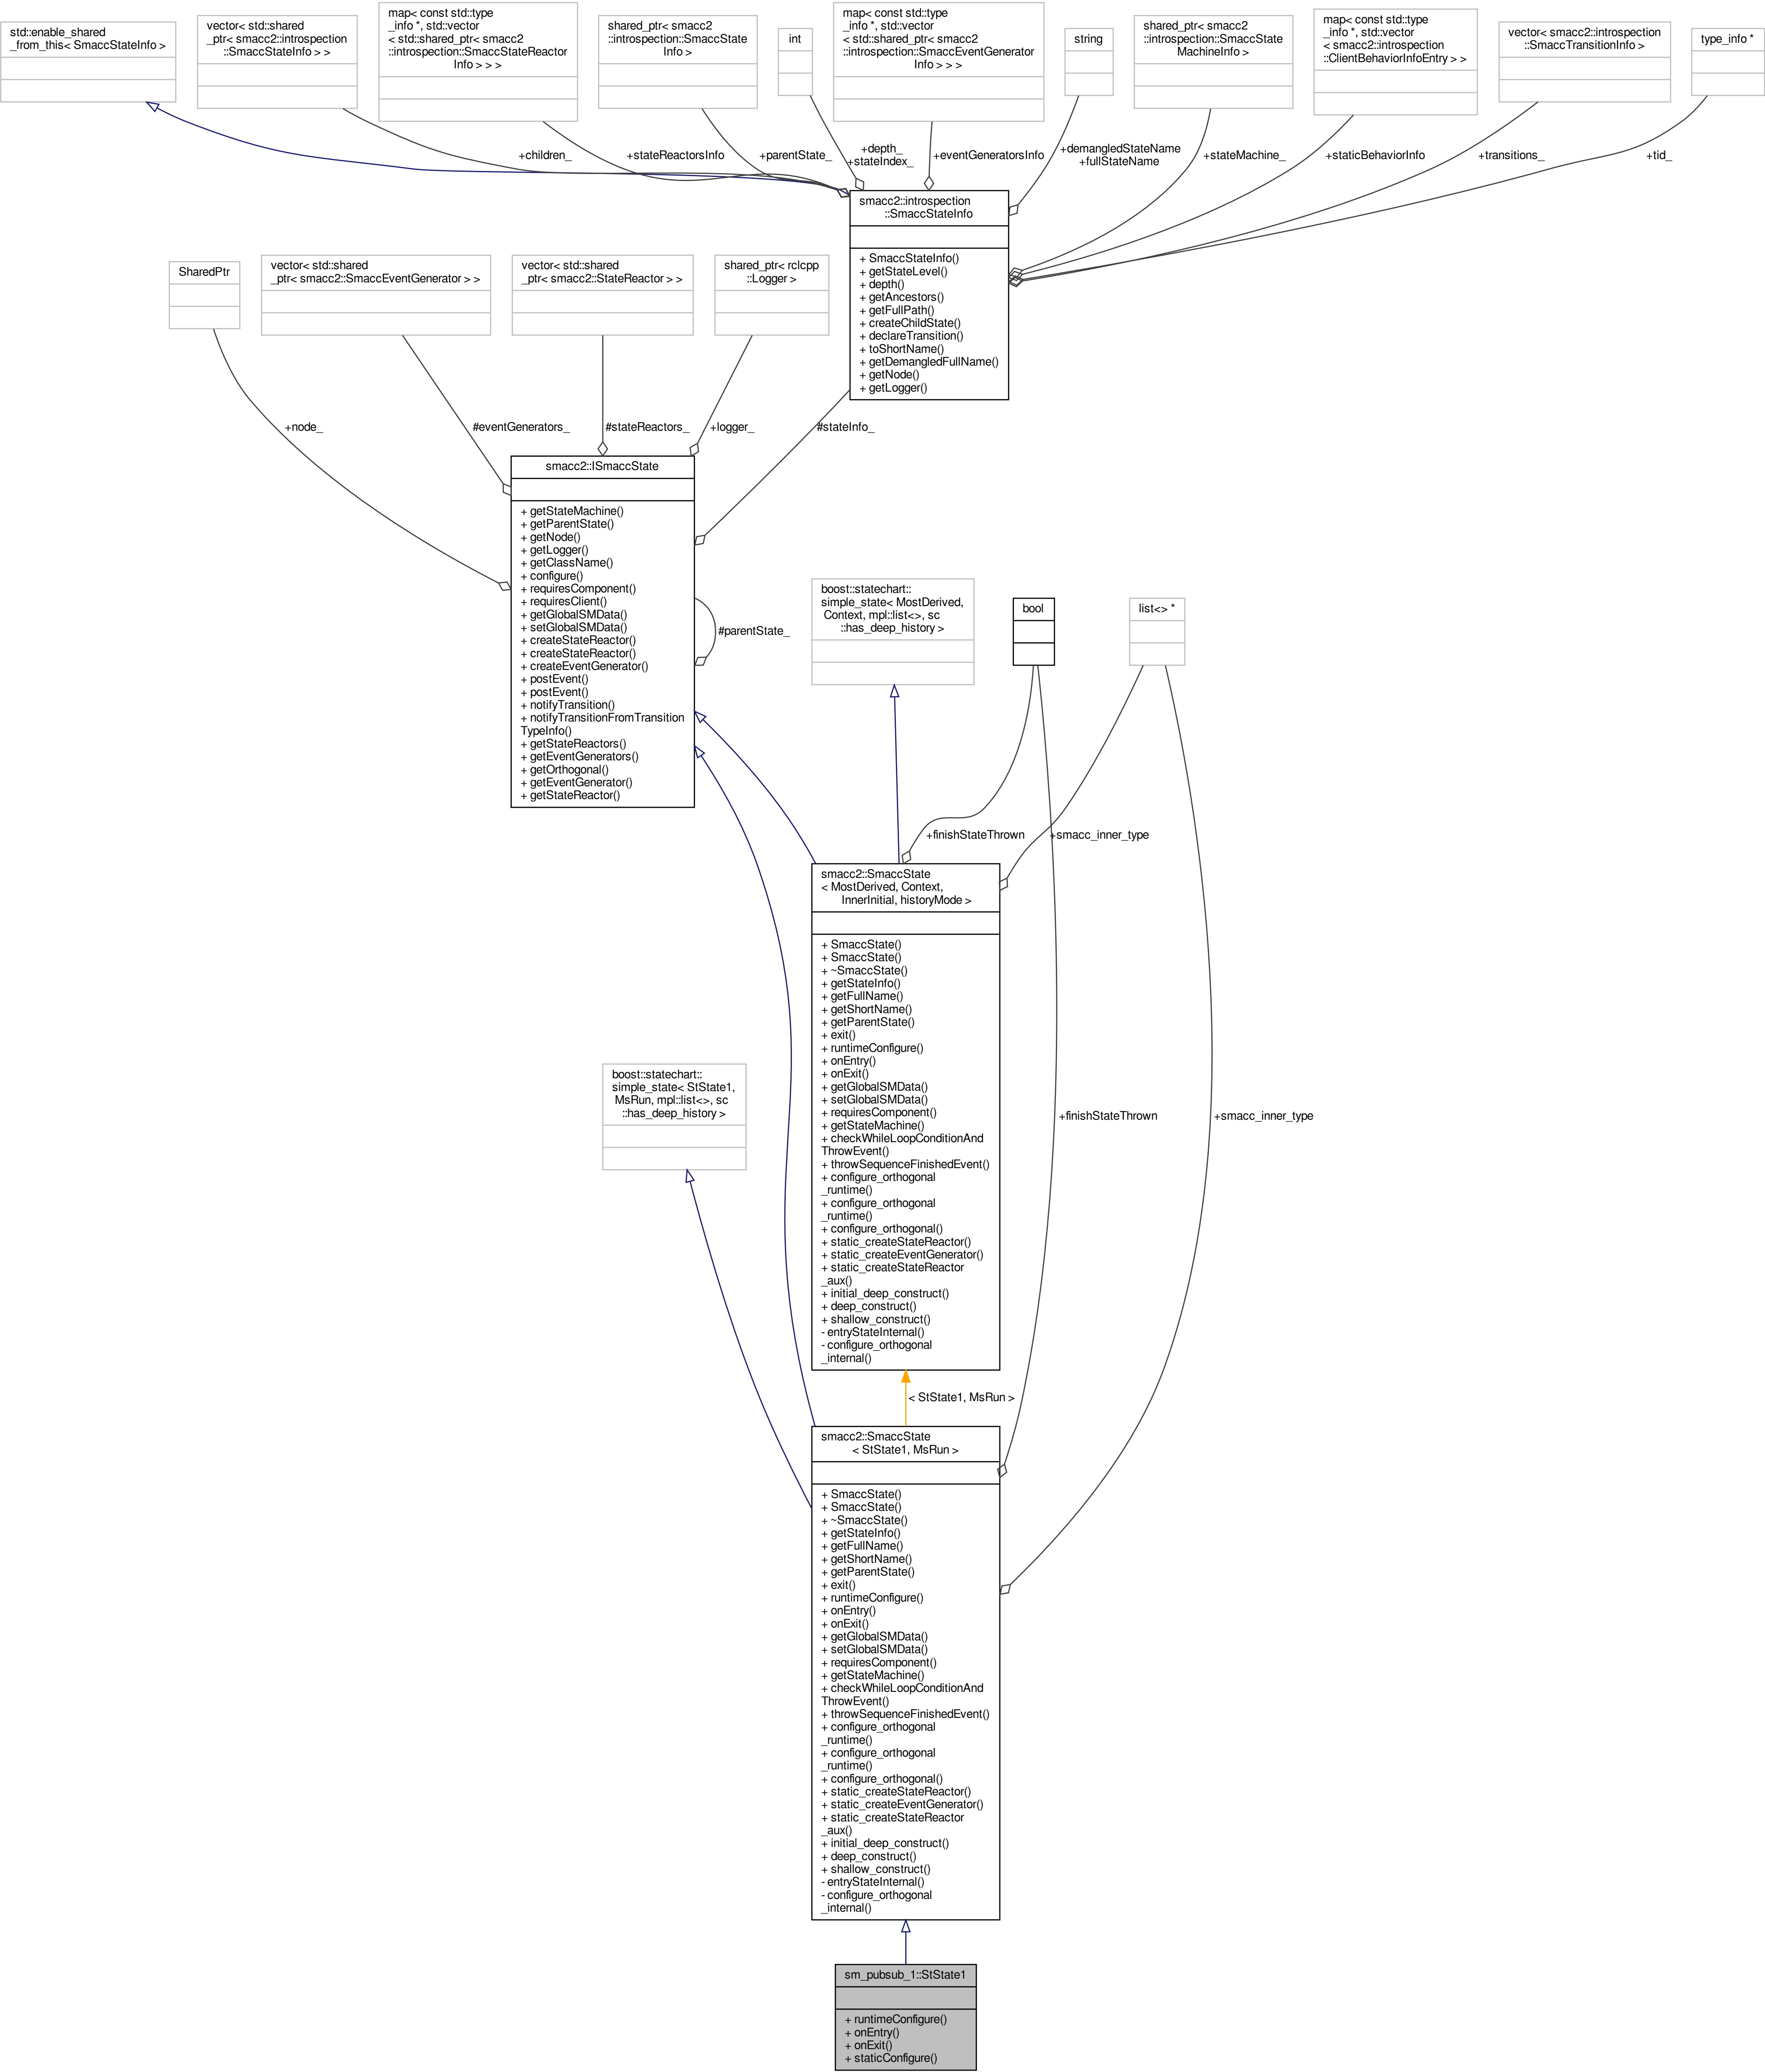 std::enable_shared
_from_this< SmaccStateInfo >
vector< std::shared
_ptr< smacc2::introspection
::SmaccStateInfo > >
map< const std::type
_info *, std::vector
< std::shared_ptr< smacc2
::introspection::SmaccStateReactor
Info > > >
shared_ptr< smacc2
::introspection::SmaccState
Info >
int
map< const std::type
_info *, std::vector
< std::shared_ptr< smacc2
::introspection::SmaccEventGenerator
Info > > >
string
shared_ptr< smacc2
::introspection::SmaccState
MachineInfo >
map< const std::type
_info *, std::vector
< smacc2::introspection
::ClientBehaviorInfoEntry > >
vector< smacc2::introspection
::SmaccTransitionInfo >
type_info *
+children_
+stateReactorsInfo
+parentState_
+depth_
+stateIndex_
+eventGeneratorsInfo
+demangledStateName
+fullStateName
+stateMachine_
+staticBehaviorInfo
+transitions_
+tid_
smacc2::introspection
::SmaccStateInfo
+ SmaccStateInfo()
+ getStateLevel()
+ depth()
+ getAncestors()
+ getFullPath()
+ createChildState()
+ declareTransition()
+ toShortName()
+ getDemangledFullName()
+ getNode()
+ getLogger()
SharedPtr
vector< std::shared
_ptr< smacc2::SmaccEventGenerator > >
vector< std::shared
_ptr< smacc2::StateReactor > >
shared_ptr< rclcpp
::Logger >
+node_
#eventGenerators_
#stateReactors_
+logger_
#stateInfo_
smacc2::ISmaccState
+ getStateMachine()
+ getParentState()
+ getNode()
+ getLogger()
+ getClassName()
+ configure()
+ requiresComponent()
+ requiresClient()
+ getGlobalSMData()
+ setGlobalSMData()
+ createStateReactor()
+ createStateReactor()
+ createEventGenerator()
+ postEvent()
+ postEvent()
+ notifyTransition()
+ notifyTransitionFromTransition
TypeInfo()
+ getStateReactors()
+ getEventGenerators()
+ getOrthogonal()
+ getEventGenerator()
+ getStateReactor()
#parentState_
boost::statechart::
simple_state< MostDerived,
Context, mpl::list<>, sc
::has_deep_history >
bool
list<> *
+finishStateThrown
+smacc_inner_type
smacc2::SmaccState
< MostDerived, Context,
InnerInitial, historyMode >
+ SmaccState()
+ SmaccState()
+ ~SmaccState()
+ getStateInfo()
+ getFullName()
+ getShortName()
+ getParentState()
+ exit()
+ runtimeConfigure()
+ onEntry()
+ onExit()
+ getGlobalSMData()
+ setGlobalSMData()
+ requiresComponent()
+ getStateMachine()
+ checkWhileLoopConditionAnd
ThrowEvent()
+ throwSequenceFinishedEvent()
+ configure_orthogonal
_runtime()
+ configure_orthogonal
_runtime()
+ configure_orthogonal()
+ static_createStateReactor()
+ static_createEventGenerator()
+ static_createStateReactor
_aux()
+ initial_deep_construct()
+ deep_construct()
+ shallow_construct()
- entryStateInternal()
- configure_orthogonal
_internal()
boost::statechart::
simple_state< StState1,
MsRun, mpl::list<>, sc
::has_deep_history >
+finishStateThrown
+smacc_inner_type
< StState1, MsRun >
smacc2::SmaccState
< StState1, MsRun >
+ SmaccState()
+ SmaccState()
+ ~SmaccState()
+ getStateInfo()
+ getFullName()
+ getShortName()
+ getParentState()
+ exit()
+ runtimeConfigure()
+ onEntry()
+ onExit()
+ getGlobalSMData()
+ setGlobalSMData()
+ requiresComponent()
+ getStateMachine()
+ checkWhileLoopConditionAnd
ThrowEvent()
+ throwSequenceFinishedEvent()
+ configure_orthogonal
_runtime()
+ configure_orthogonal
_runtime()
+ configure_orthogonal()
+ static_createStateReactor()
+ static_createEventGenerator()
+ static_createStateReactor
_aux()
+ initial_deep_construct()
+ deep_construct()
+ shallow_construct()
- entryStateInternal()
- configure_orthogonal
_internal()
sm_pubsub_1::StState1
+ runtimeConfigure()
+ onEntry()
+ onExit()
+ staticConfigure()